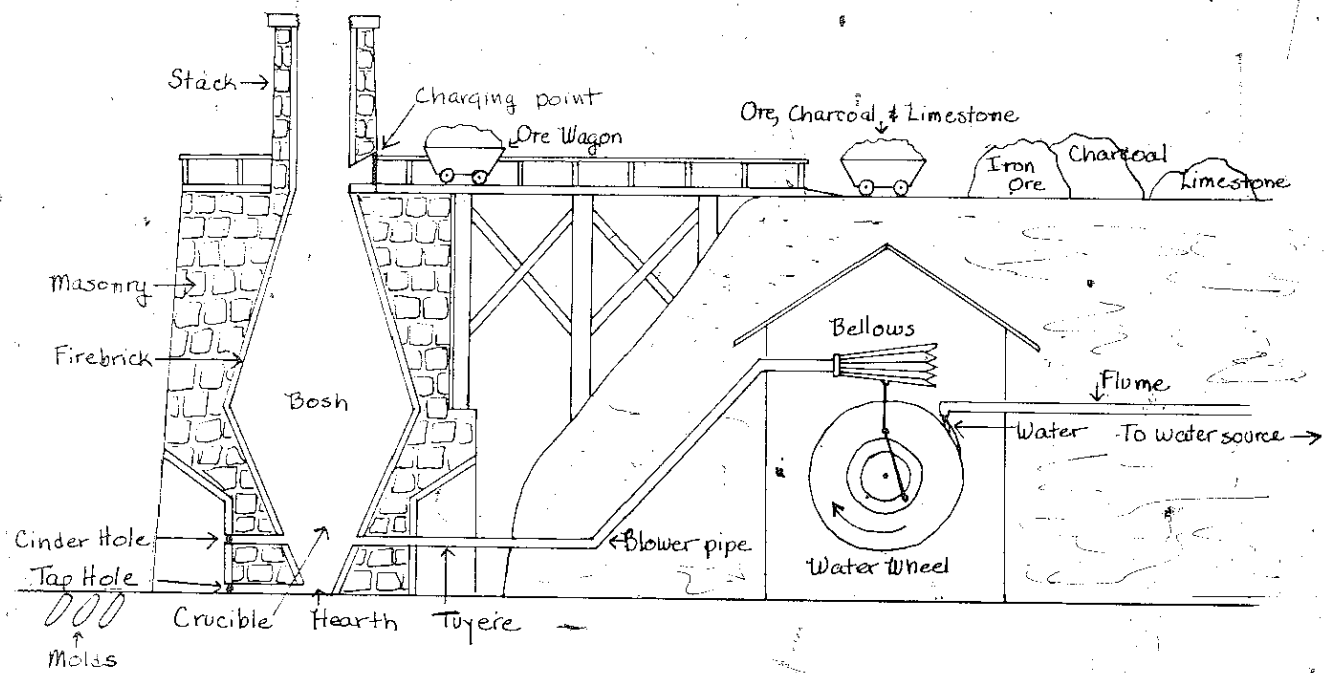 Stack
Charging point
Ore Wagon
Ore, Charcoal, & Limestone
Iron
Ore
Charcoal
Limestone
Masonry
Firebrick
Bosh
Bellows
Flume
Water
To water source
Cinder Hole
Blower pipe
Water Wheel
Tap Hole
Crucible
Hearth
Tuyere
Molds